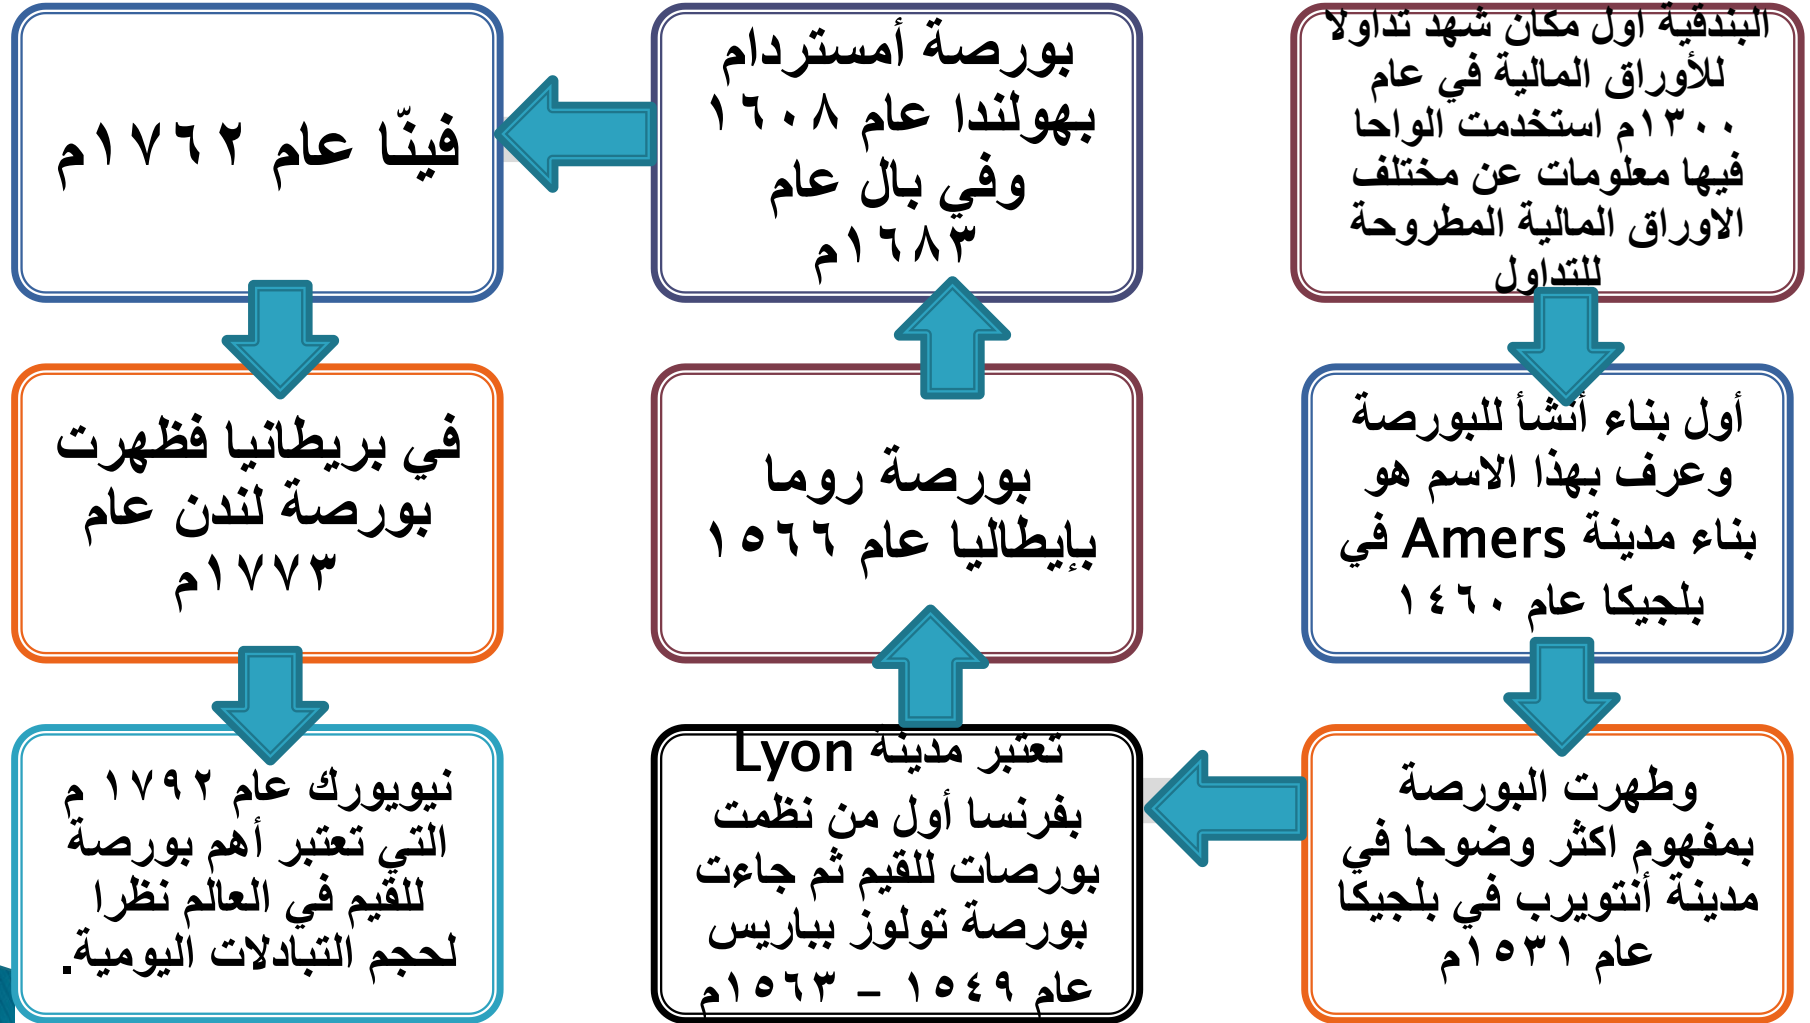 البندقية اول مكان شهد تداولا
للأوراق المالية في عام
١٣٠٠م استخدمت الواحا
فيها معلومات عن مختلف
الاوراق المالية المطروحة
للتداول
أول بناء أنشأ للبورصة
وعرف بهذا الاسم هو
بناء مدينة Amers في
بلجيكا عام ١٤٦٠
وطهرت البورصة
بمفهوم اكثر وضوحا في
مدينة أنتويرب في بلجيكا
عام ١٥٣١م
تعتبر مدينة Lyon
بفرنسا أول من نظمت
بورصات للقيم ثم جاءت
بورصة تولوز بباريس
عام ١٥٤٩ – ١٥٦٣م
بورصة روما
بإيطاليا عام ١٥٦٦
بورصة أمستردام
بهولندا عام ١٦٠٨
وفي بال عام
١٦٨٣م
فينّا عام ١٧٦٢م
في بريطانيا فظهرت
بورصة لندن عام
١٧٧٣م
نيويورك عام ١٧٩٢ م
التي تعتبر أهم بورصة
للقيم في العالم نظرا
لحجم التبادلات اليومية.